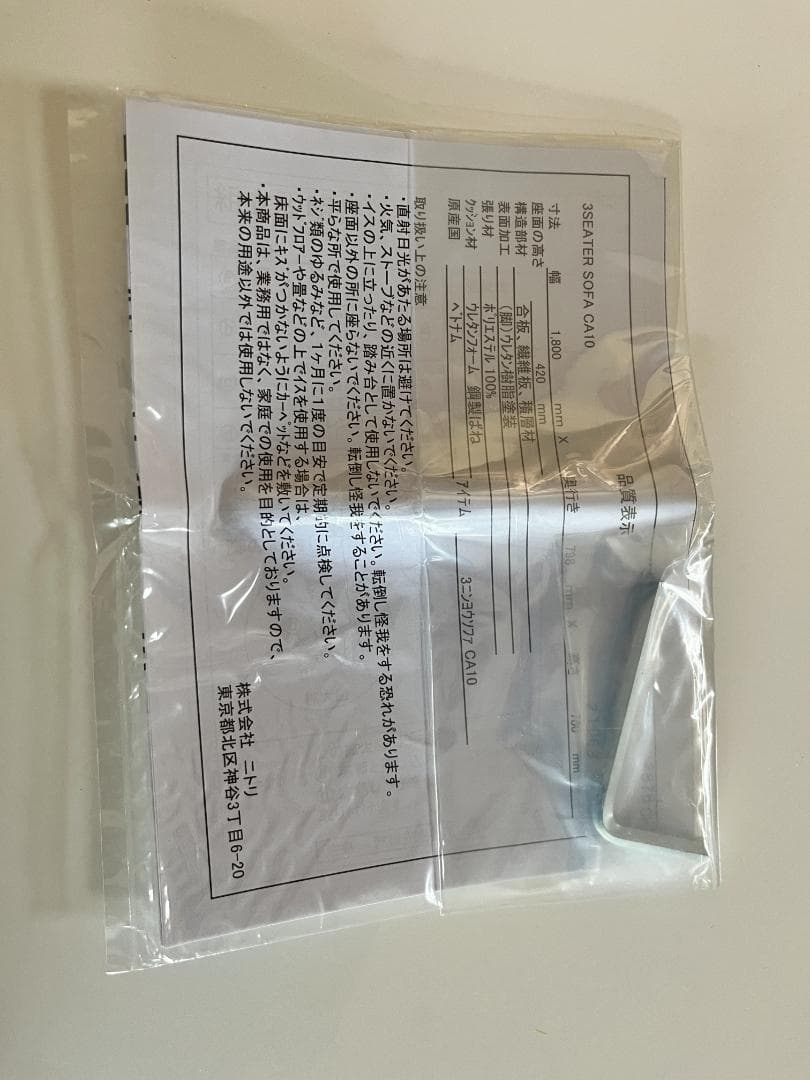 品質表示
3SEATER SOFA CA10
寸法 幅 1,800 mm X 奥行き 798 mm X 高さ 760 mm
座面の高さ 420 mm
構造部材 合板、繊維板、積層材
表面加工 (脚)ウレタン樹脂塗装
張り材 ポリエステル 100%
クッション材 ウレタンフォーム 鋼製ばね
原産国 ベトナム アイテム 3ニンヨウソファ CA10
取り扱い上の注意
・直射日光があたる場所は避けてください。
・火気、ストーブなどの近くに置かないでください。
・イスの上に立ったり、踏み台として使用しないでください。転倒し怪我をする恐れがあります。
・座面以外の所に座らないでください。転倒し怪我をすることがあります。
・平らな所で使用してください。
・ネジ類のゆるみなど、1ヶ月に1度の目安で定期的に点検してください。
・ウッドフロアーや畳などの上でイスを使用する場合は、
床面にキズがつかないようにカーペットなどを敷いてください。
・本商品は、業務用ではなく、家庭での使用を目的としておりますので、
本来の用途以外では使用しないでください。
株式会社 ニトリ
東京都北区神谷3丁目6-20